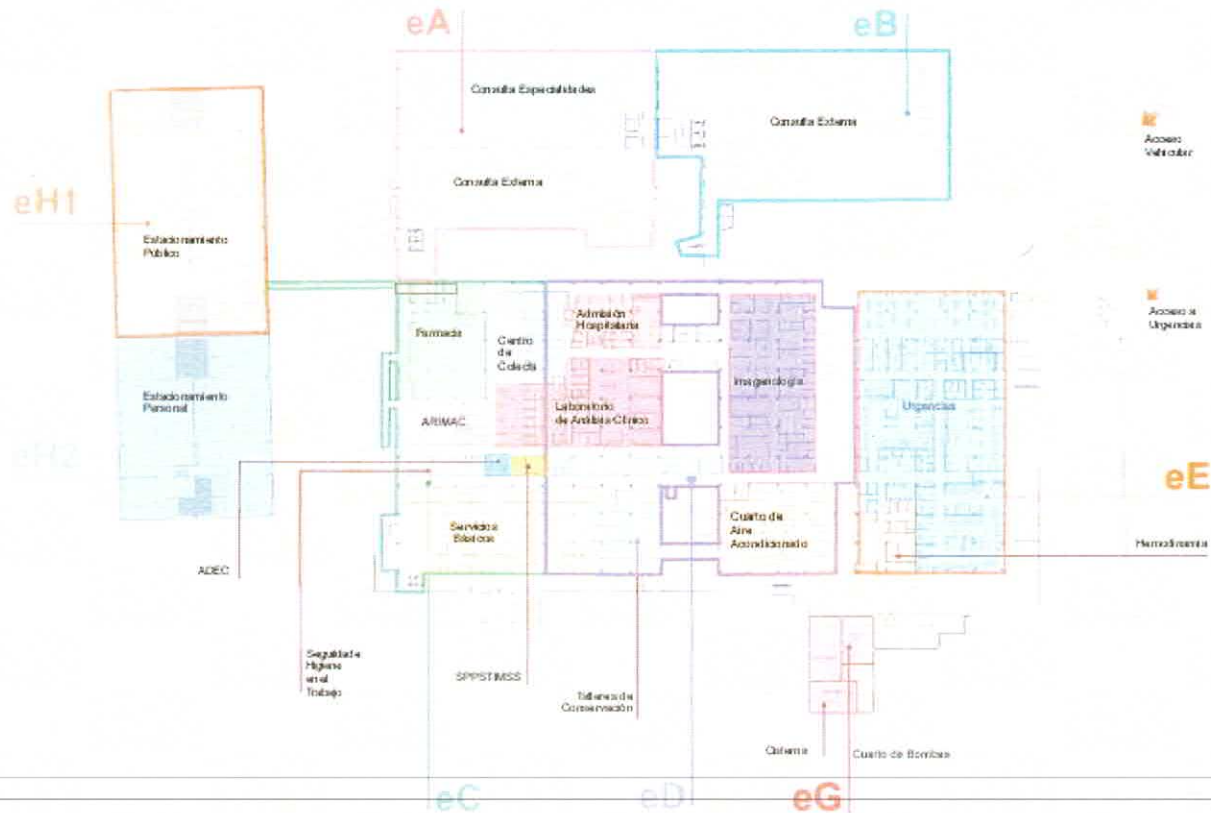 eA
eB
Consulta Especialidades
Consulta Externa
Acceso
Vehicular
Consulta Externa
eH1
Estacionamiento
Público
Farmacia
Centro
de
Colecta
Admisión
Hospitalaria
Imagenología
Acceso a
Urgencias
Estacionamiento
Personal
ARIMAC
Laboratorio
de Análisis Clínico
Urgencias
eH2
eE
Servicios
Básicos
Cuarto de
Aire
Acondicionado
Hemodinamia
ADEC
Seguridad e
Higiene
en el
Trabajo
SPPSTIMSS
Talleres de
Conservación
Cisterna
Cuarto de Bombas
eC
eD
eG